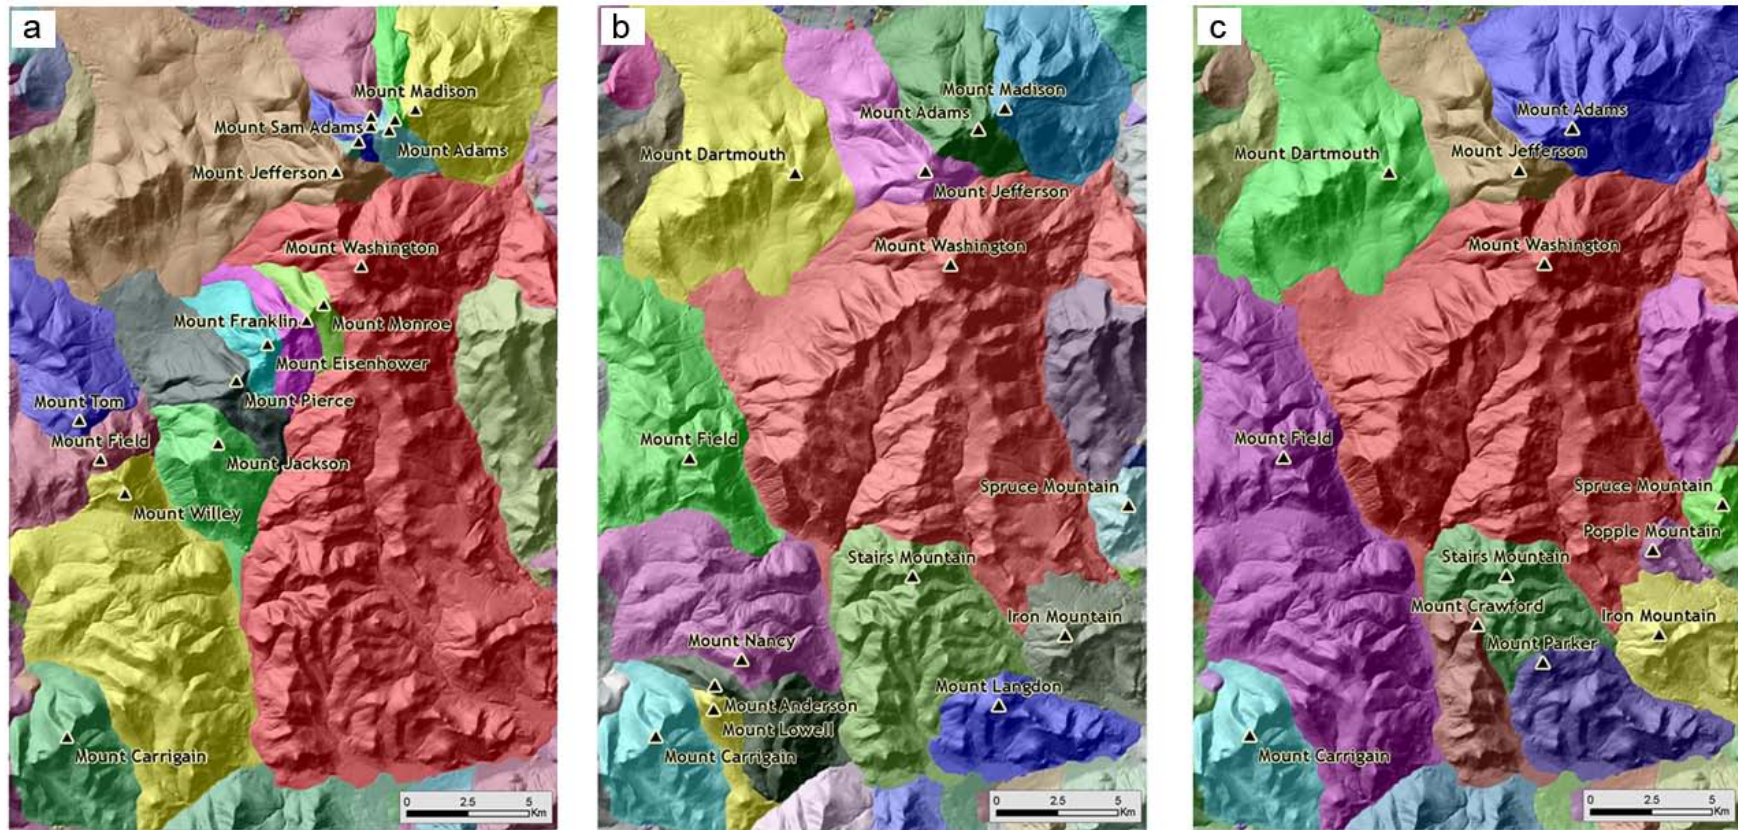 a
Mount Madison
Mount Sam Adams
Mount Adams
Mount Jefferson
Mount Washington
Mount Franklin
Mount Monroe
Mount Eisenhower
Mount Pierce
Mount Tom
Mount Field
Mount Jackson
Mount Willey
Mount Carrigain
0 2.5 5
Km
b
Mount Madison
Mount Adams
Mount Dartmouth
Mount Jefferson
Mount Washington
Mount Field
Spruce Mountain
Stairs Mountain
Iron Mountain
Mount Nancy
Mount Langdon
Mount Anderson
Mount Lowell
Mount Carrigain
0 2.5 5
Km
c
Mount Adams
Mount Jefferson
Mount Dartmouth
Mount Washington
Mount Field
Spruce Mountain
Popple Mountain
Stairs Mountain
Mount Crawford
Iron Mountain
Mount Parker
Mount Carrigain
0 2.5 5
Km